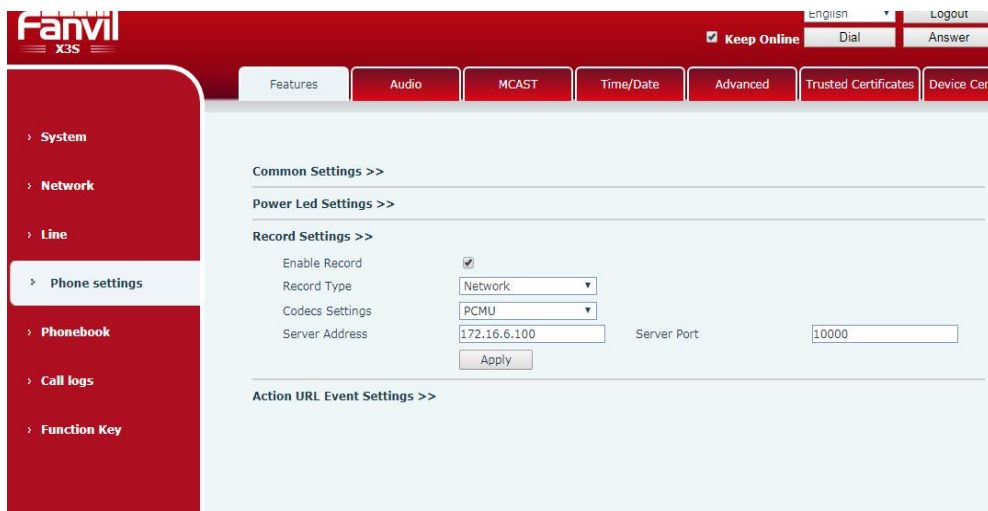 Fanvil
X3S
English
Logout
Keep Online
Dial
Answer
Features
Audio
MCAST
Time/Date
Advanced
Trusted Certificates
Device Cer
› System
› Network
› Line
› Phone settings
› Phonebook
› Call logs
› Function Key
Common Settings >>
Power Led Settings >>
Record Settings >>
Enable Record
Record Type Network
Codecs Settings PCMU
Server Address 172.16.6.100 Server Port 10000
Apply
Action URL Event Settings >>